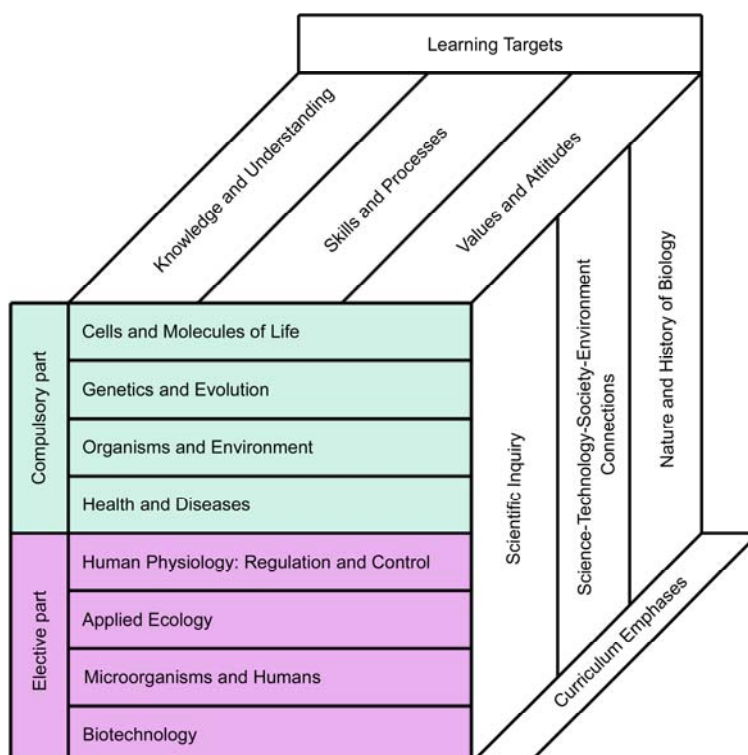 Learning Targets
Knowledge and Understanding
Skills and Processes
Values and Attitudes
Compulsory part
Cells and Molecules of Life
Genetics and Evolution
Organisms and Environment
Health and Diseases
Elective part
Human Physiology: Regulation and Control
Applied Ecology
Microorganisms and Humans
Biotechnology
Scientific Inquiry
Science-Technology-Society-Environment
Connections
Nature and History of Biology
Curriculum Emphases